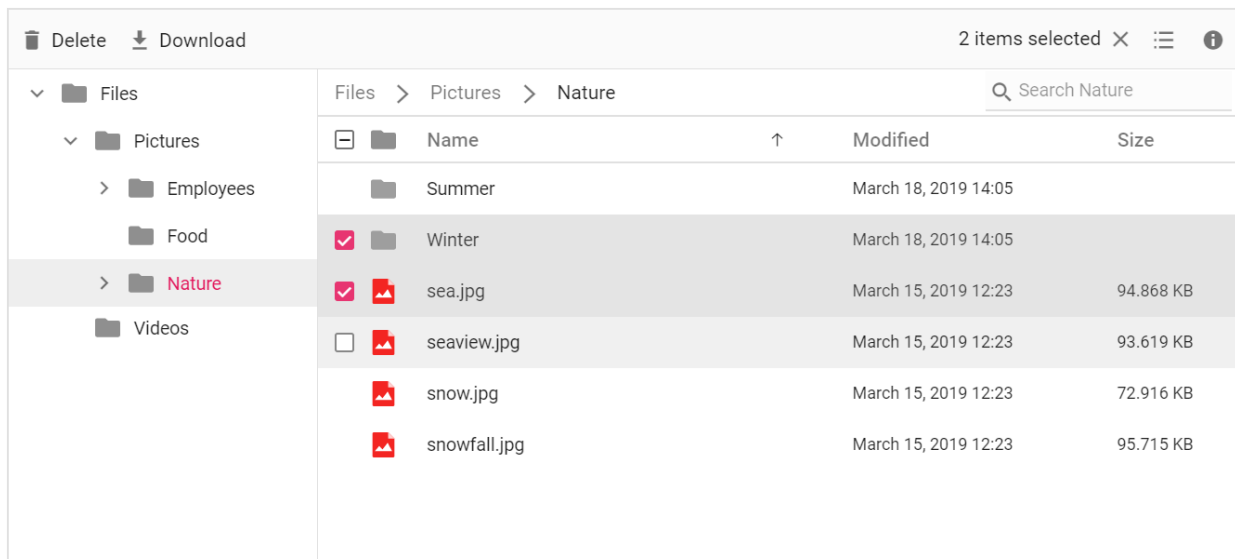 Delete Download 2 items selected
Files
Pictures
Employees
Food
Nature
Videos
Files > Pictures > Nature Search Nature
Name Modified Size
Summer March 18, 2019 14:05
Winter March 18, 2019 14:05
sea.jpg March 15, 2019 12:23 94.868 KB
seaview.jpg March 15, 2019 12:23 93.619 KB
snow.jpg March 15, 2019 12:23 72.916 KB
snowfall.jpg March 15, 2019 12:23 95.715 KB